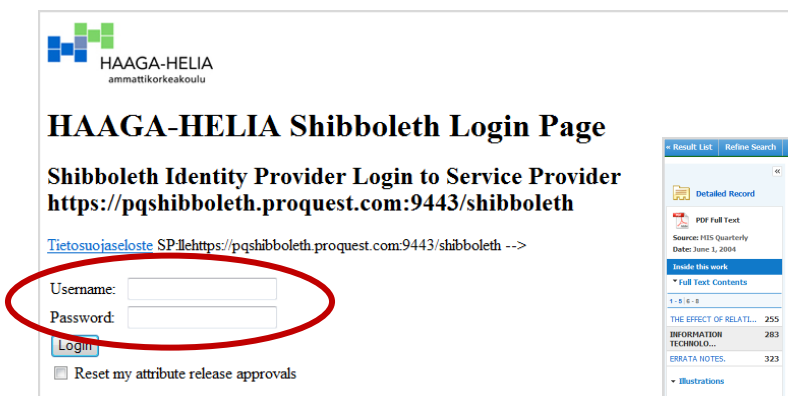 HAAGA-HELIA
ammattikorkeakoulu
HAAGA-HELIA Shibboleth Login Page
Shibboleth Identity Provider Login to Service Provider
https://pqshibboleth.proquest.com:9443/shibboleth
Tietosuojaseloste SP:llehttps://pqshibboleth.proquest.com:9443/shibboleth -->
Username:
Password:
Login
Reset my attribute release approvals
« Result List Refine Search
«
Detailed Record
PDF Full Text
Source: MIS Quarterly
Date: June 1, 2004
Inside this work
Full Text Contents
1 - 5 6 - 8
THE EFFECT OF RELATI... 255
INFORMATION 283
TECHNOLO...
ERRATA NOTES. 323
Illustrations